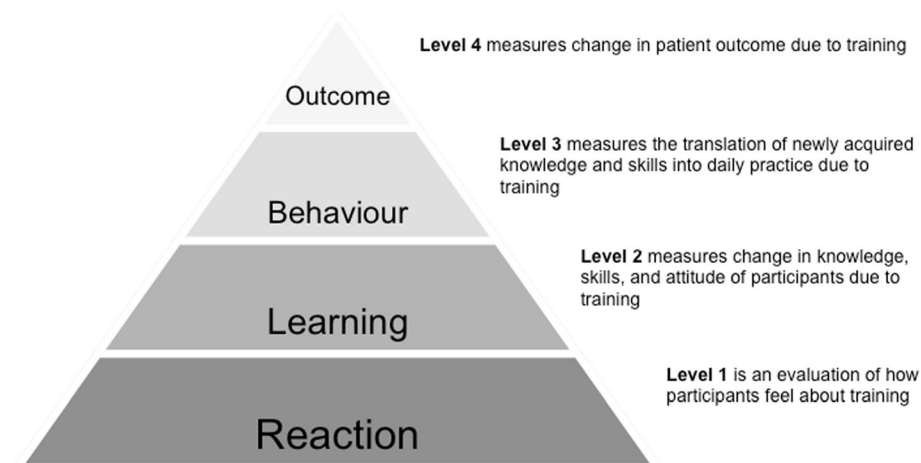 Level 4 measures change in patient outcome due to training
Outcome
Level 3 measures the translation of newly acquired
knowledge and skills into daily practice due to
training
Behaviour
Level 2 measures change in knowledge,
skills, and attitude of participants due to
training
Learning
Level 1 is an evaluation of how
participants feel about training
Reaction